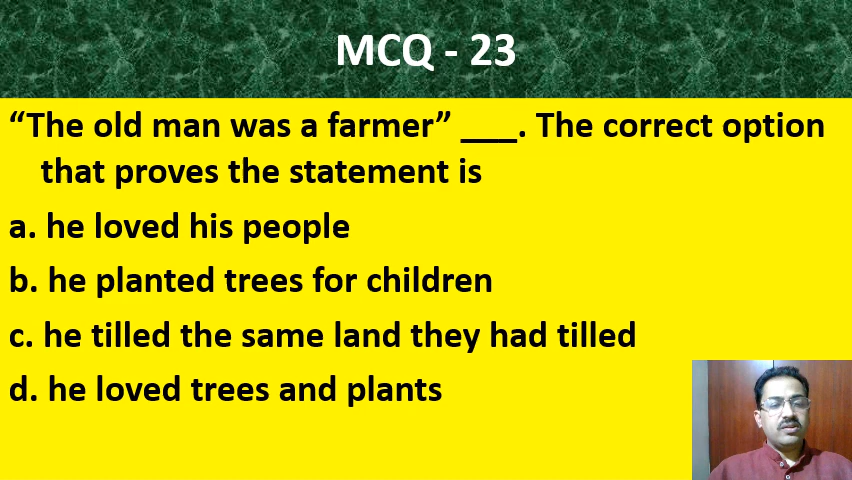 MCQ - 23
“The old man was a farmer” ___. The correct option
that proves the statement is
a. he loved his people
b. he planted trees for children
c. he tilled the same land they had tilled
d. he loved trees and plants